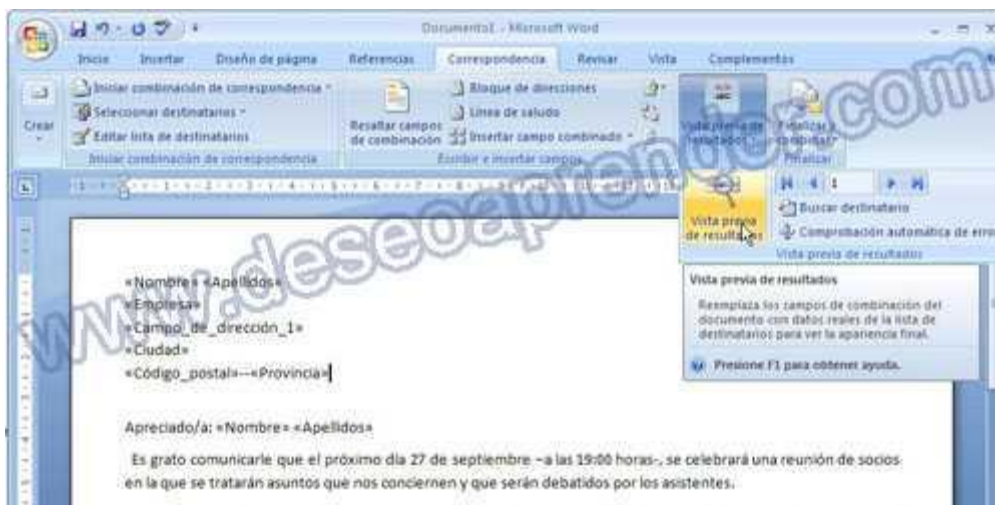 Documento1 - Microsoft Word
Inicio Insertar Diseño de página Referencias Correspondencia Revisar Vista Complementos
Crear
Iniciar combinación de correspondencia
Seleccionar destinatarios
Editar lista de destinatarios
Iniciar combinación de correspondencia
Resaltar campos de combinación
Bloque de direcciones
Línea de saludo
Insertar campo combinado
Escribir e insertar campos
Vista previa de resultados
Finalizar y combinar
Finalizar
Vista previa
de resultados
1
Buscar destinatario
Comprobación automática de erro
Vista previa de resultados
Vista previa de resultados
Reemplaza los campos de combinación del
documento con datos reales de la lista de
destinatarios para ver la apariencia final.
Presione F1 para obtener ayuda.
www.deseoaprender.com
«Nombre» «Apellidos»
«Empresa»
«Campo_de_dirección_1»
«Ciudad»
«Código_postal»--«Provincia»
Apreciado/a: «Nombre» «Apellidos»
Es grato comunicarle que el próximo día 27 de septiembre –a las 19:00 horas-, se celebrará una reunión de socios
en la que se tratarán asuntos que nos conciernen y que serán debatidos por los asistentes.